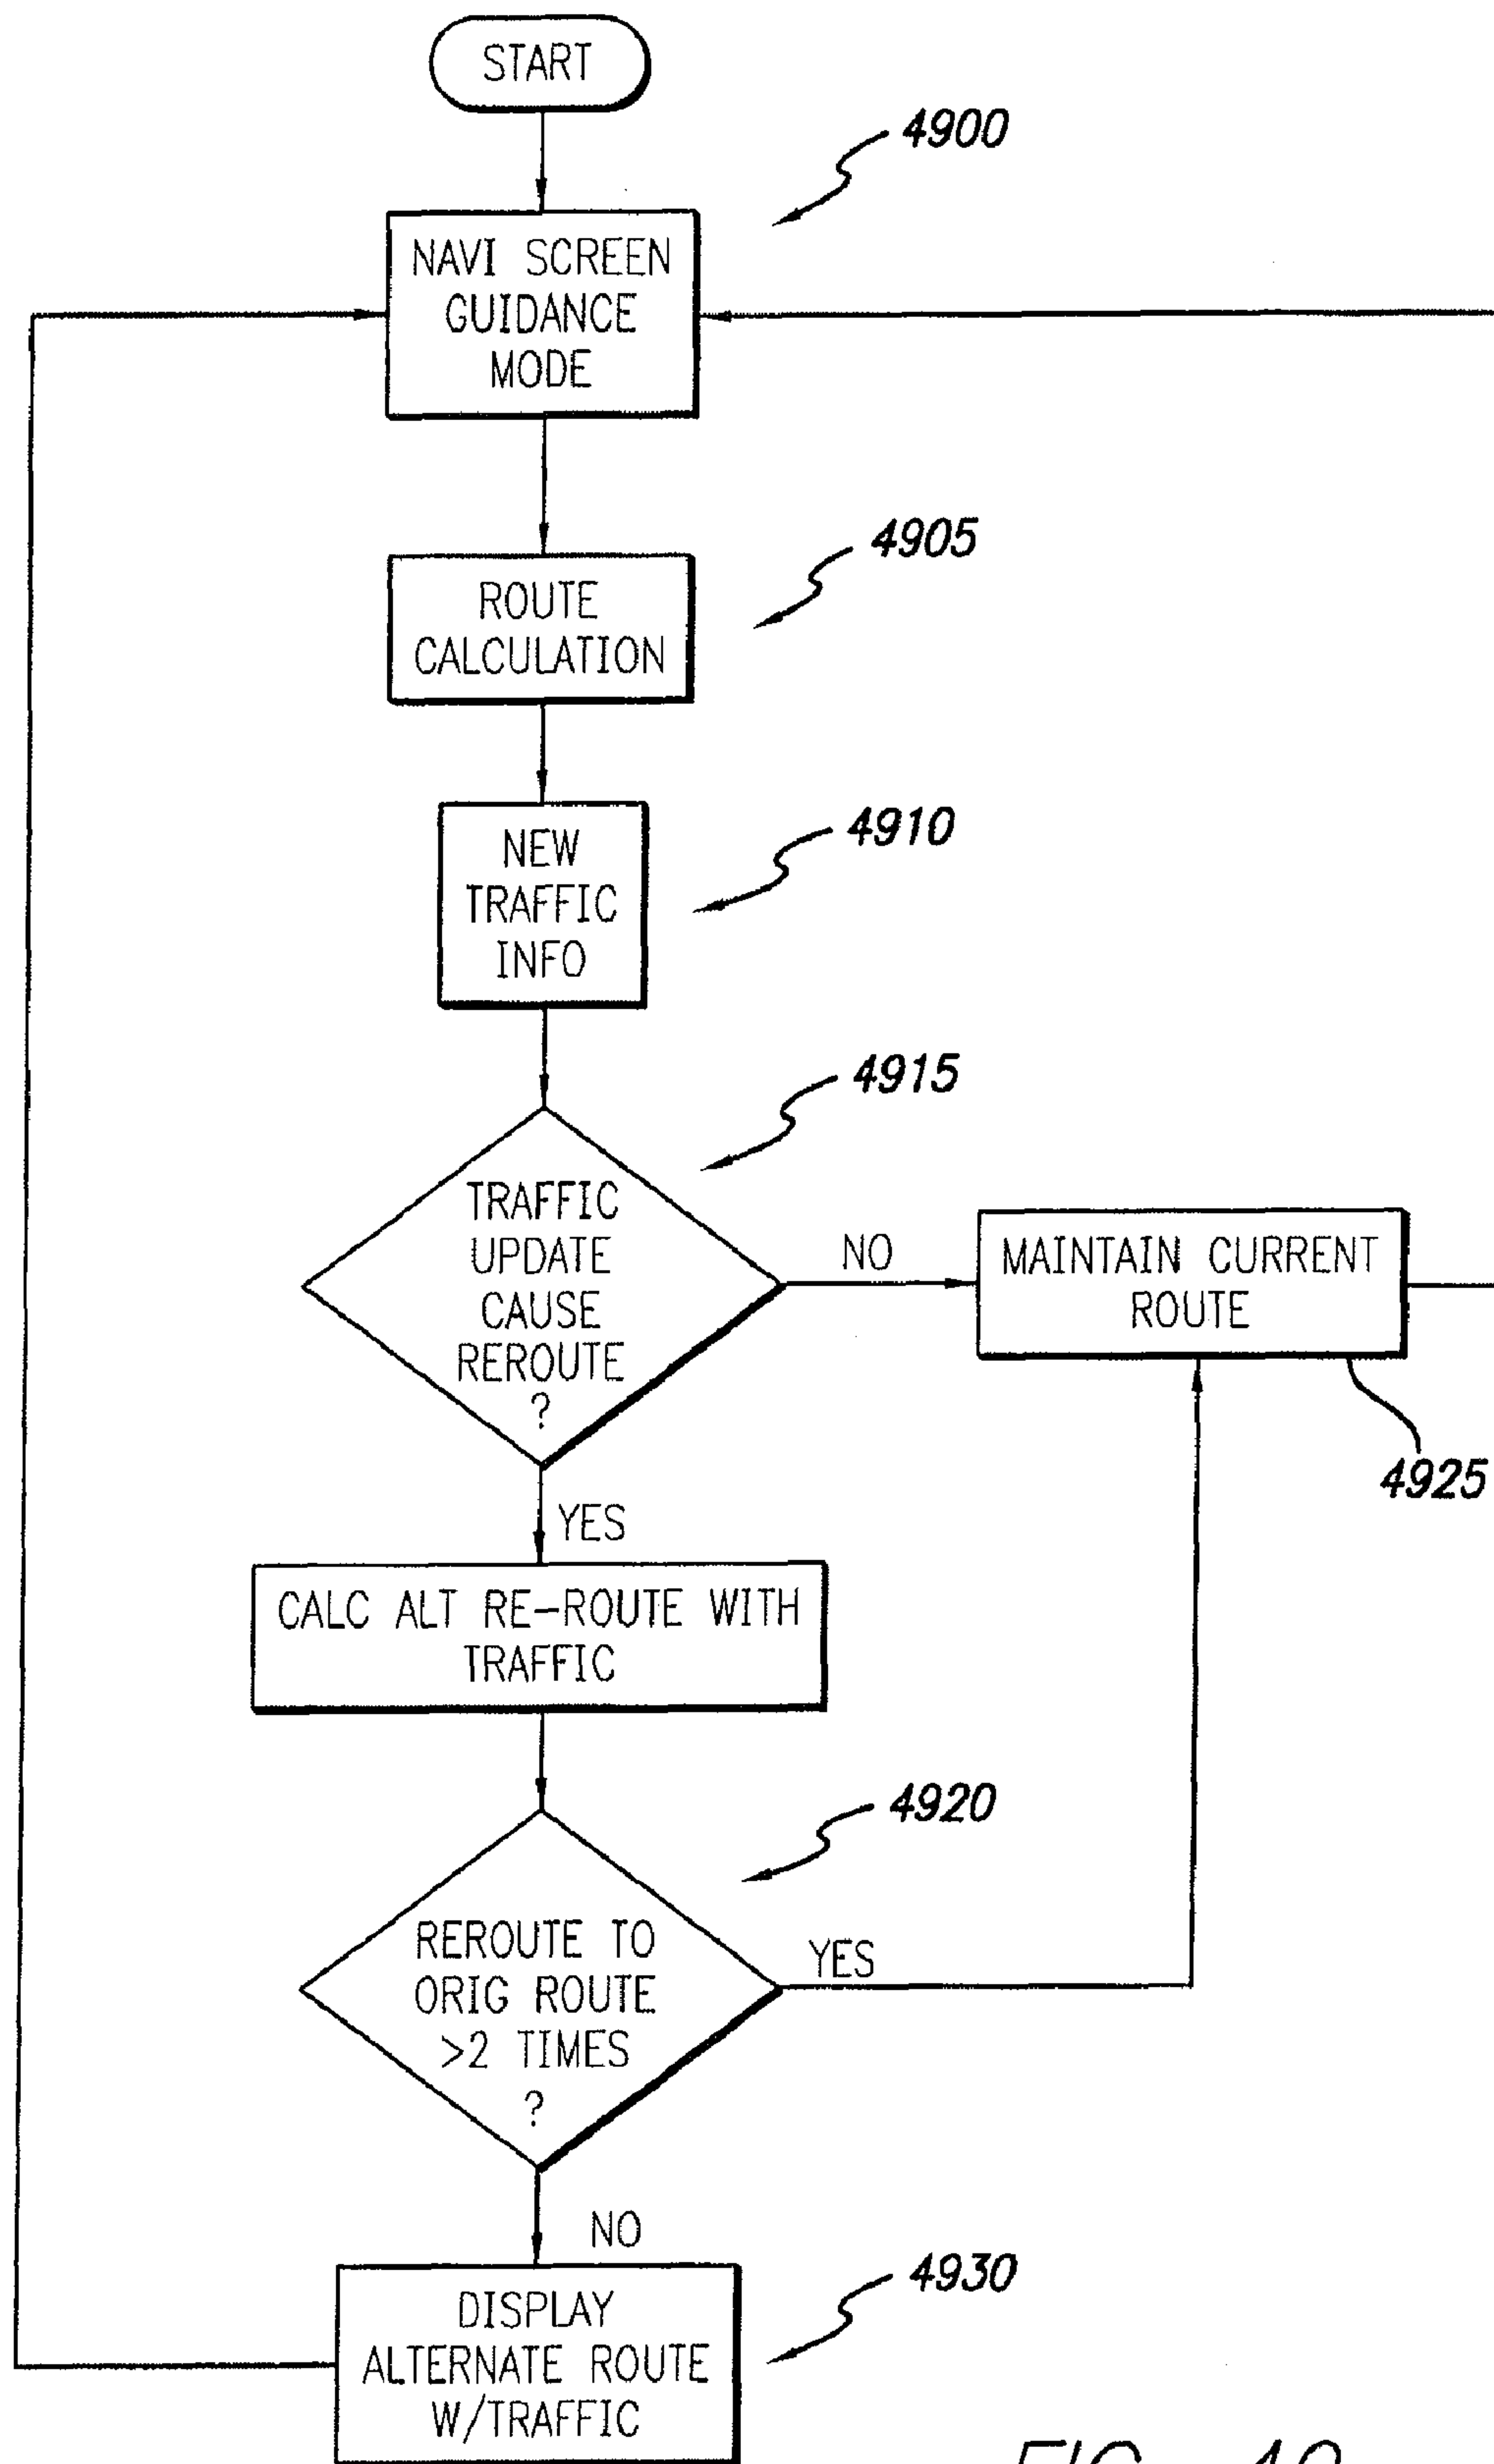 START
4900
NAVI SCREEN
GUIDANCE
MODE
4905
ROUTE
CALCULATION
4910
NEW
TRAFFIC
INFO
4915
TRAFFIC
UPDATE
CAUSE
REROUTE
?
NO
MAINTAIN CURRENT
ROUTE
4925
YES
CALC ALT RE-ROUTE WITH
TRAFFIC
4920
REROUTE TO
ORIG ROUTE
>2 TIMES
?
YES
NO
4930
DISPLAY
ALTERNATE ROUTE
W/TRAFFIC
FIG.